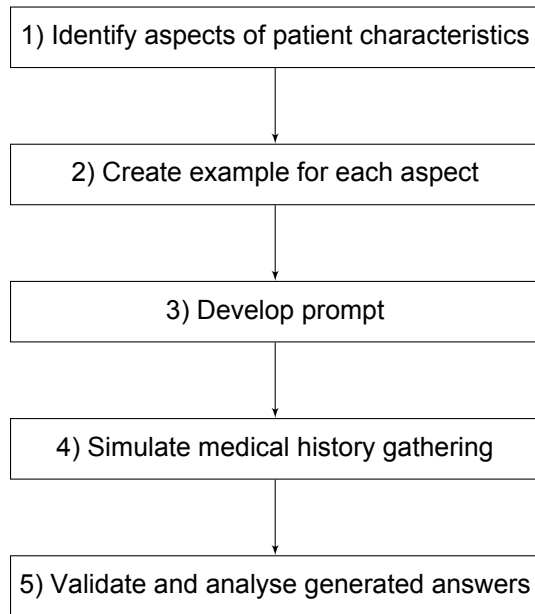 1) Identify aspects of patient characteristics
2) Create example for each aspect
3) Develop prompt
4) Simulate medical history gathering
5) Validate and analyse generated answers